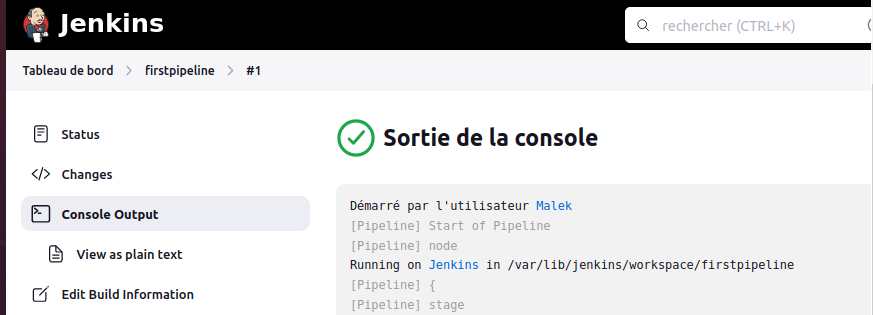 Jenkins
rechercher (CTRL+K)
Tableau de bord > firstpipeline > #1
Status
Changes
Console Output
View as plain text
Edit Build Information
Sortie de la console
Démarré par l'utilisateur Malek
[Pipeline] Start of Pipeline
[Pipeline] node
Running on Jenkins in /var/lib/jenkins/workspace/firstpipeline
[Pipeline] {
[Pipeline] stage